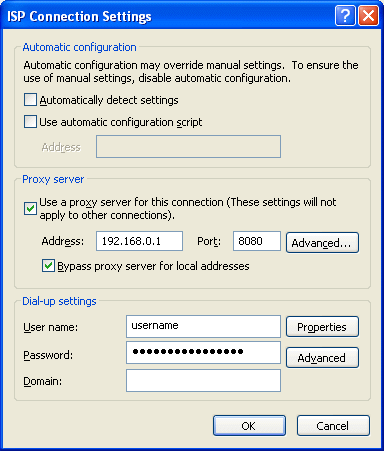 ISP Connection Settings
Automatic configuration
Automatic configuration may override manual settings. To ensure the
use of manual settings, disable automatic configuration.
Automatically detect settings
Use automatic configuration script
Address
Proxy server
Use a proxy server for this connection (These settings will not
apply to other connections).
Address: 192.168.0.1 Port: 8080 Advanced...
Bypass proxy server for local addresses
Dial-up settings
User name: username Properties
Password: ●●●●●●●●●●●●●●●● Advanced
Domain:
OK Cancel